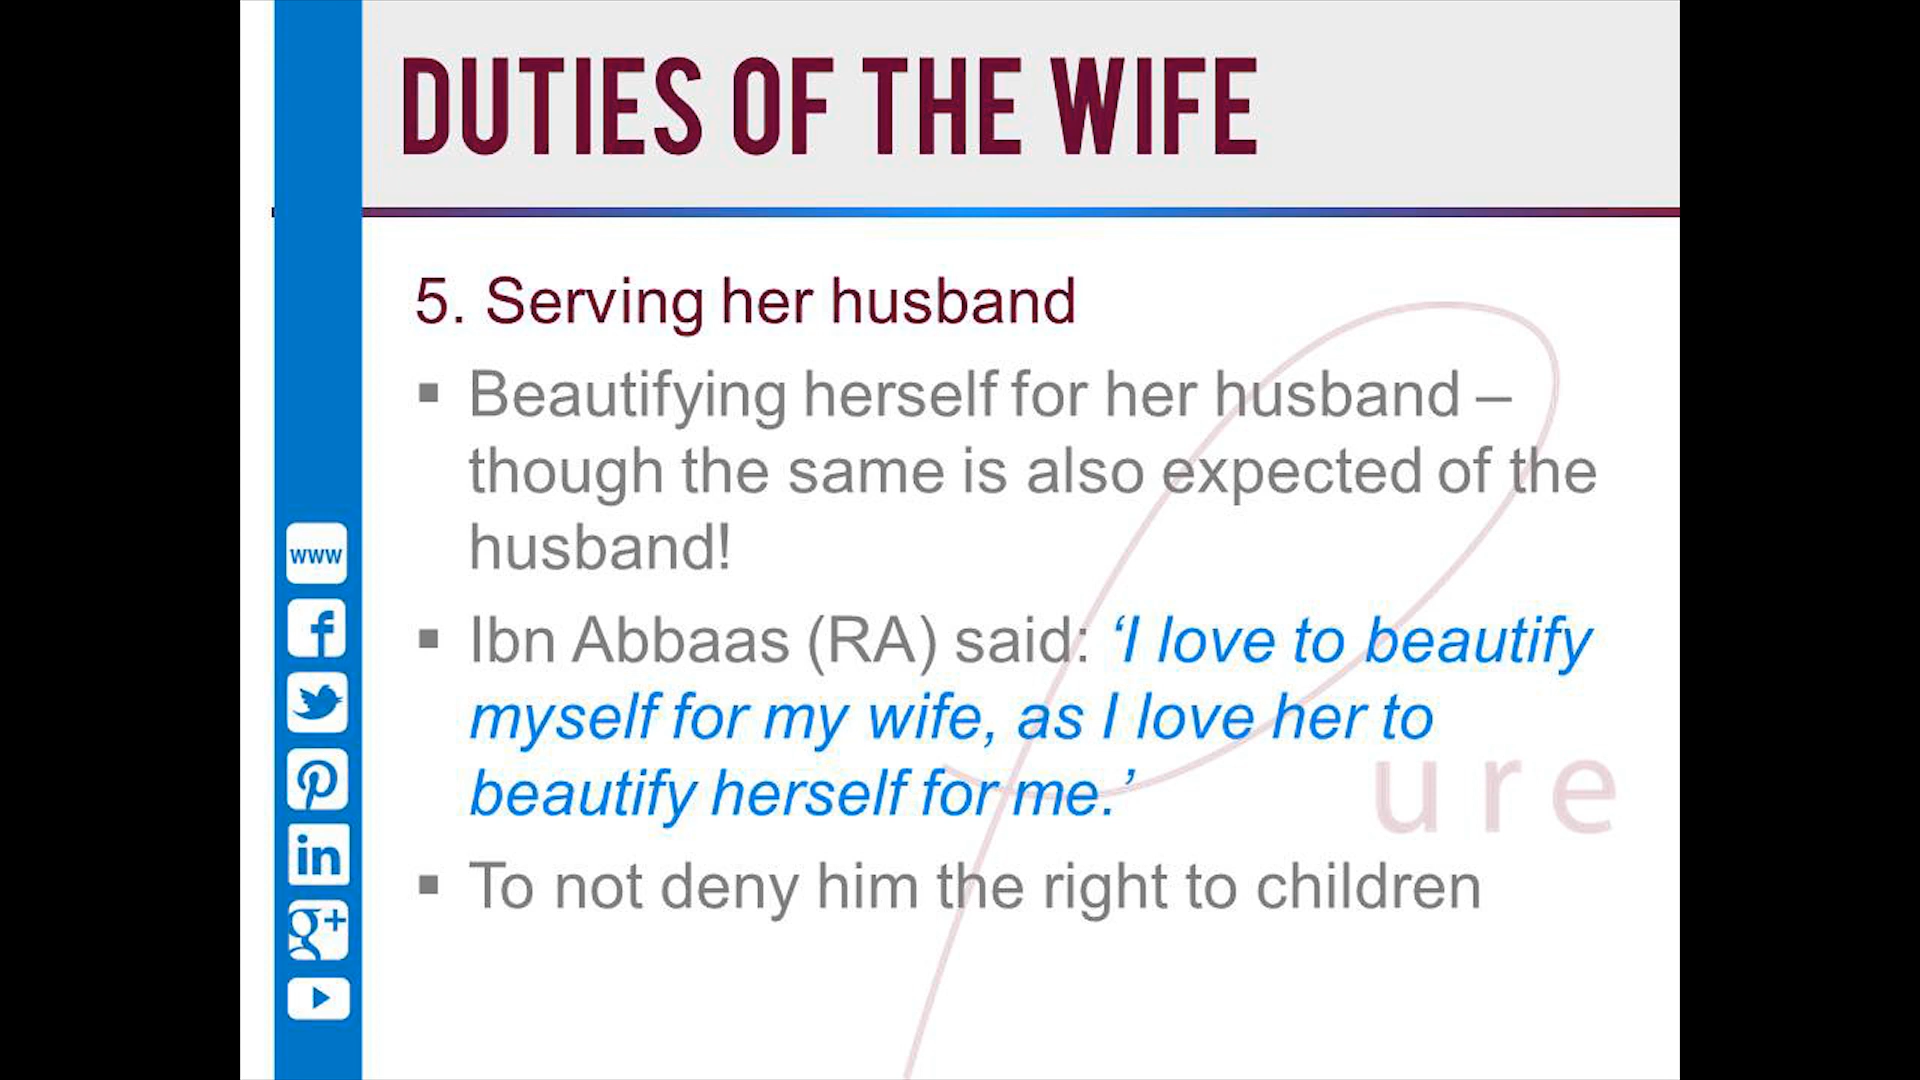 DUTIES OF THE WIFE
5. Serving her husband
▪ Beautifying herself for her husband –
though the same is also expected of the
husband!
▪ Ibn Abbaas (RA) said: ‘I love to beautify
myself for my wife, as I love her to
beautify herself for me.’
▪ To not deny him the right to children
Pure
www
f
in
g+